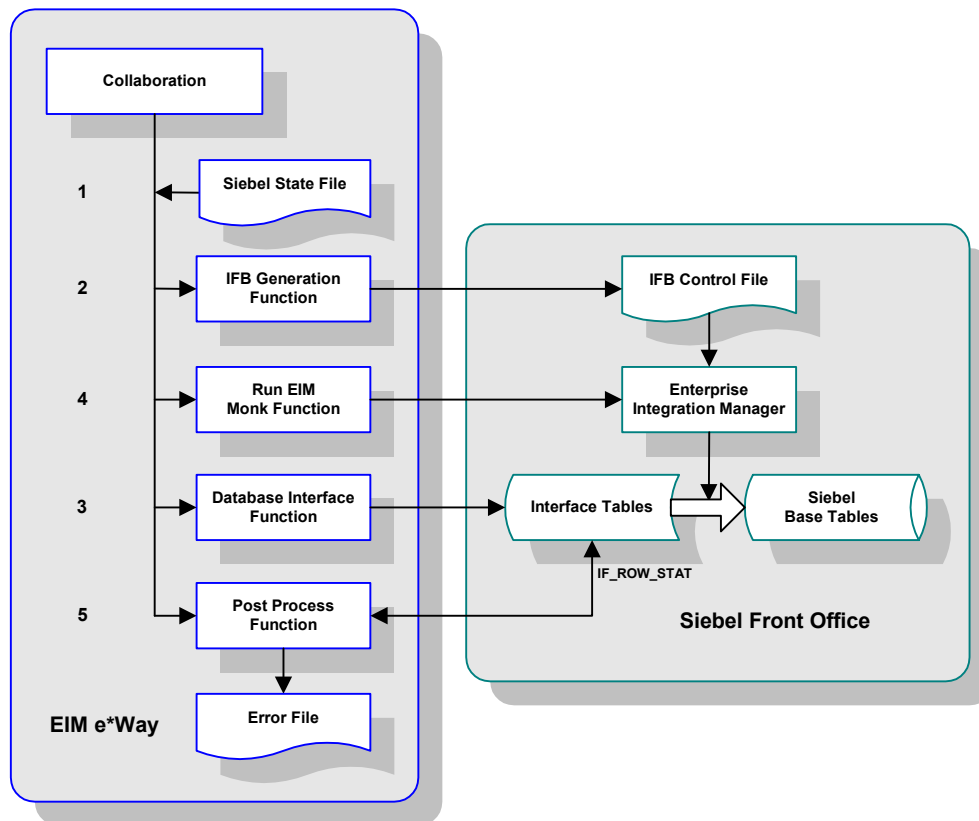 Collaboration
1
Siebel State File
2
IFB Generation
Function
IFB Control File
4
Run EIM
Monk Function
Enterprise
Integration Manager
3
Database Interface
Function
Interface Tables
Siebel
Base Tables
IF_ROW_STAT
5
Post Process
Function
Siebel Front Office
Error File
EIM e*Way